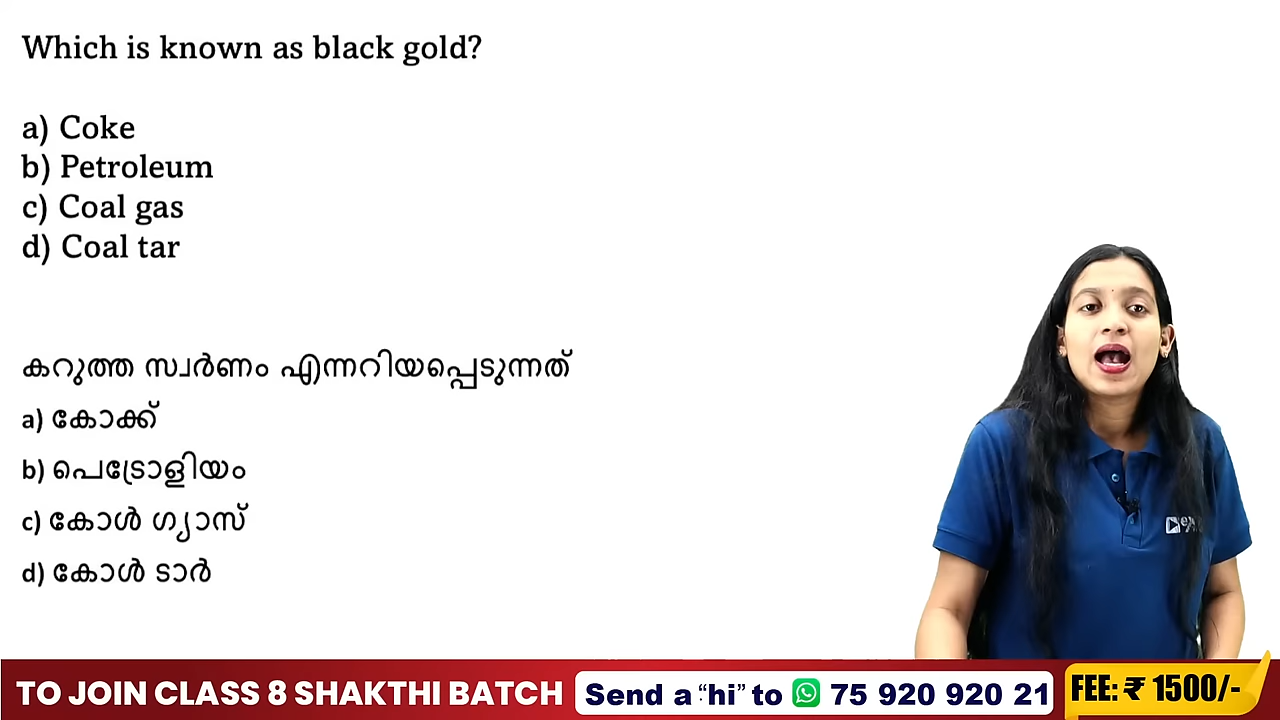 Which is known as black gold?
a) Coke
b) Petroleum
c) Coal gas
d) Coal tar
കറുത്ത സ്വർണം എന്നറിയപ്പെടുന്നത്
a) കോക്ക്
b) പെട്രോളിയം
c) കോൾ ഗ്യാസ്
d) കോൾ ടാർ
TO JOIN CLASS 8 SHAKTHI BATCH Send a “hi” to 75 920 920 21 FEE: ₹ 1500/-